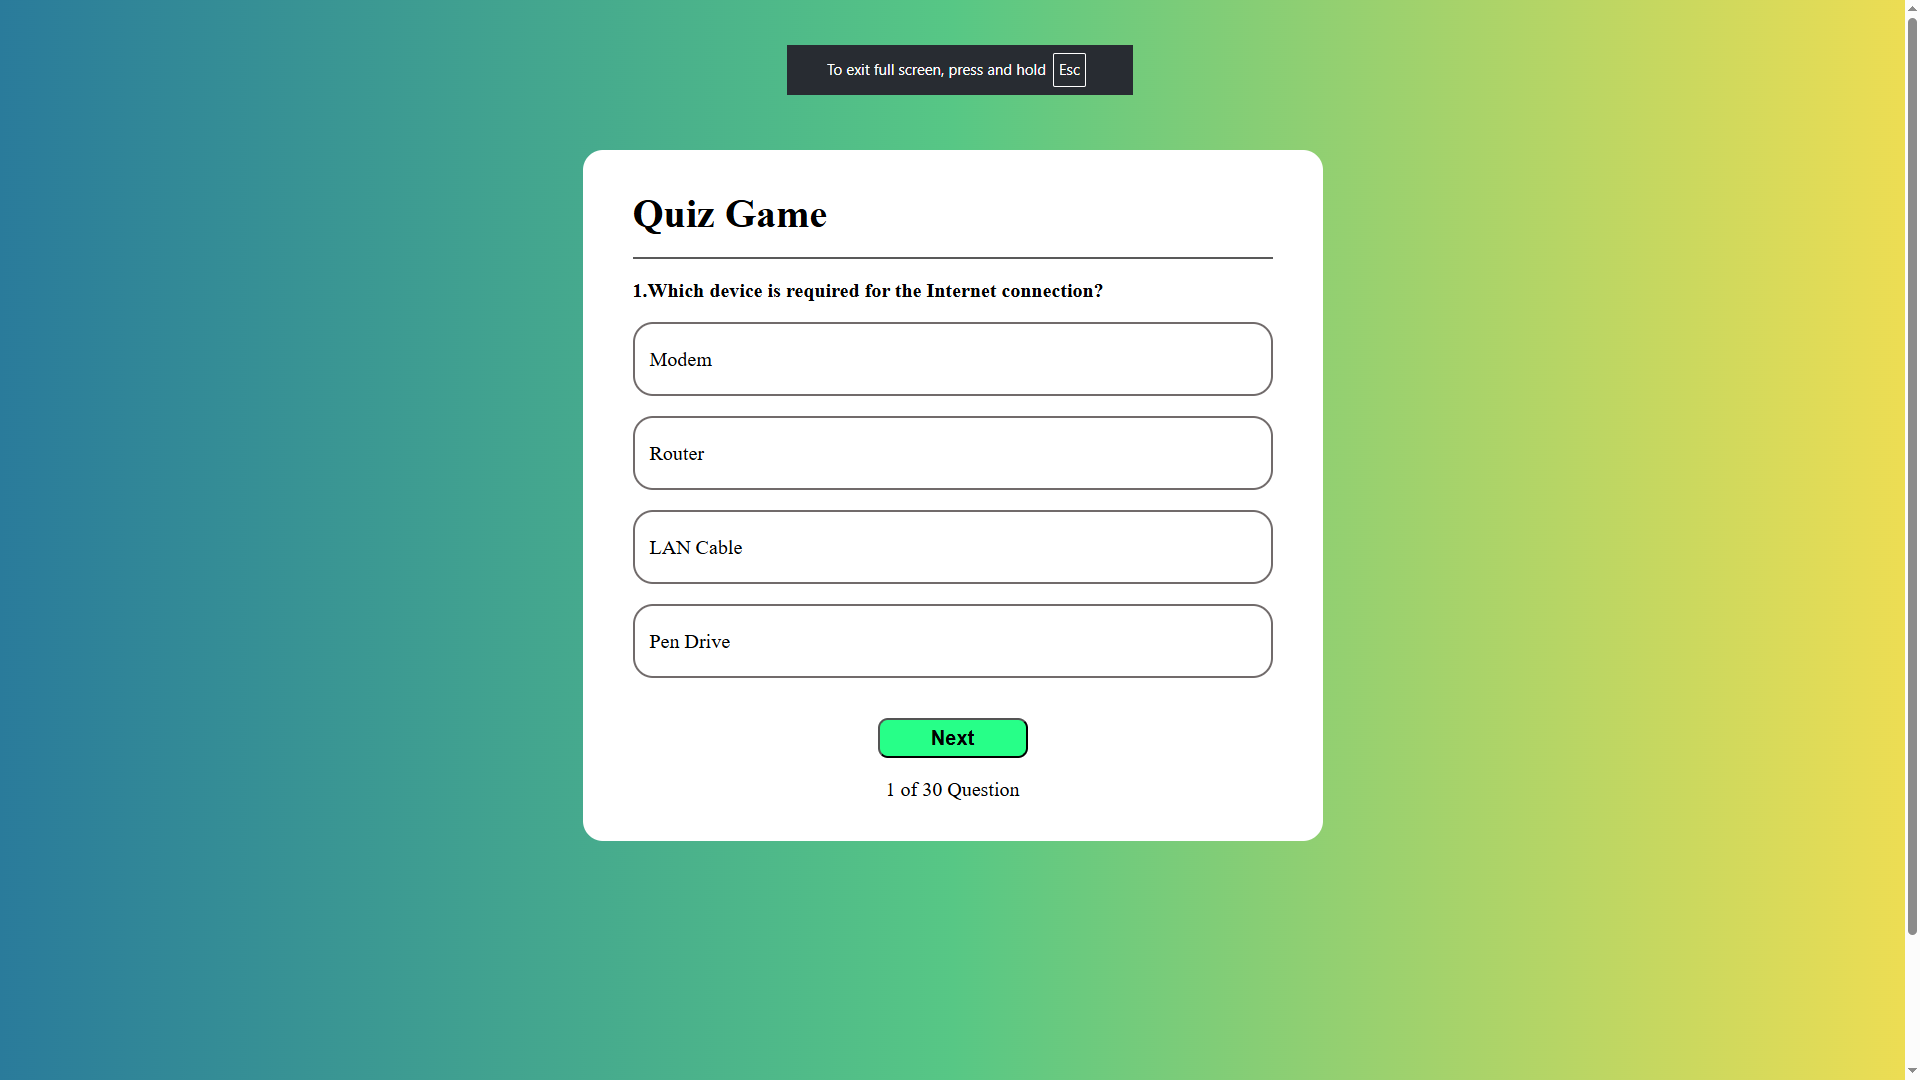 To exit full screen, press and hold Esc
Quiz Game
1.Which device is required for the Internet connection?
Modem
Router
LAN Cable
Pen Drive
Next
1 of 30 Question